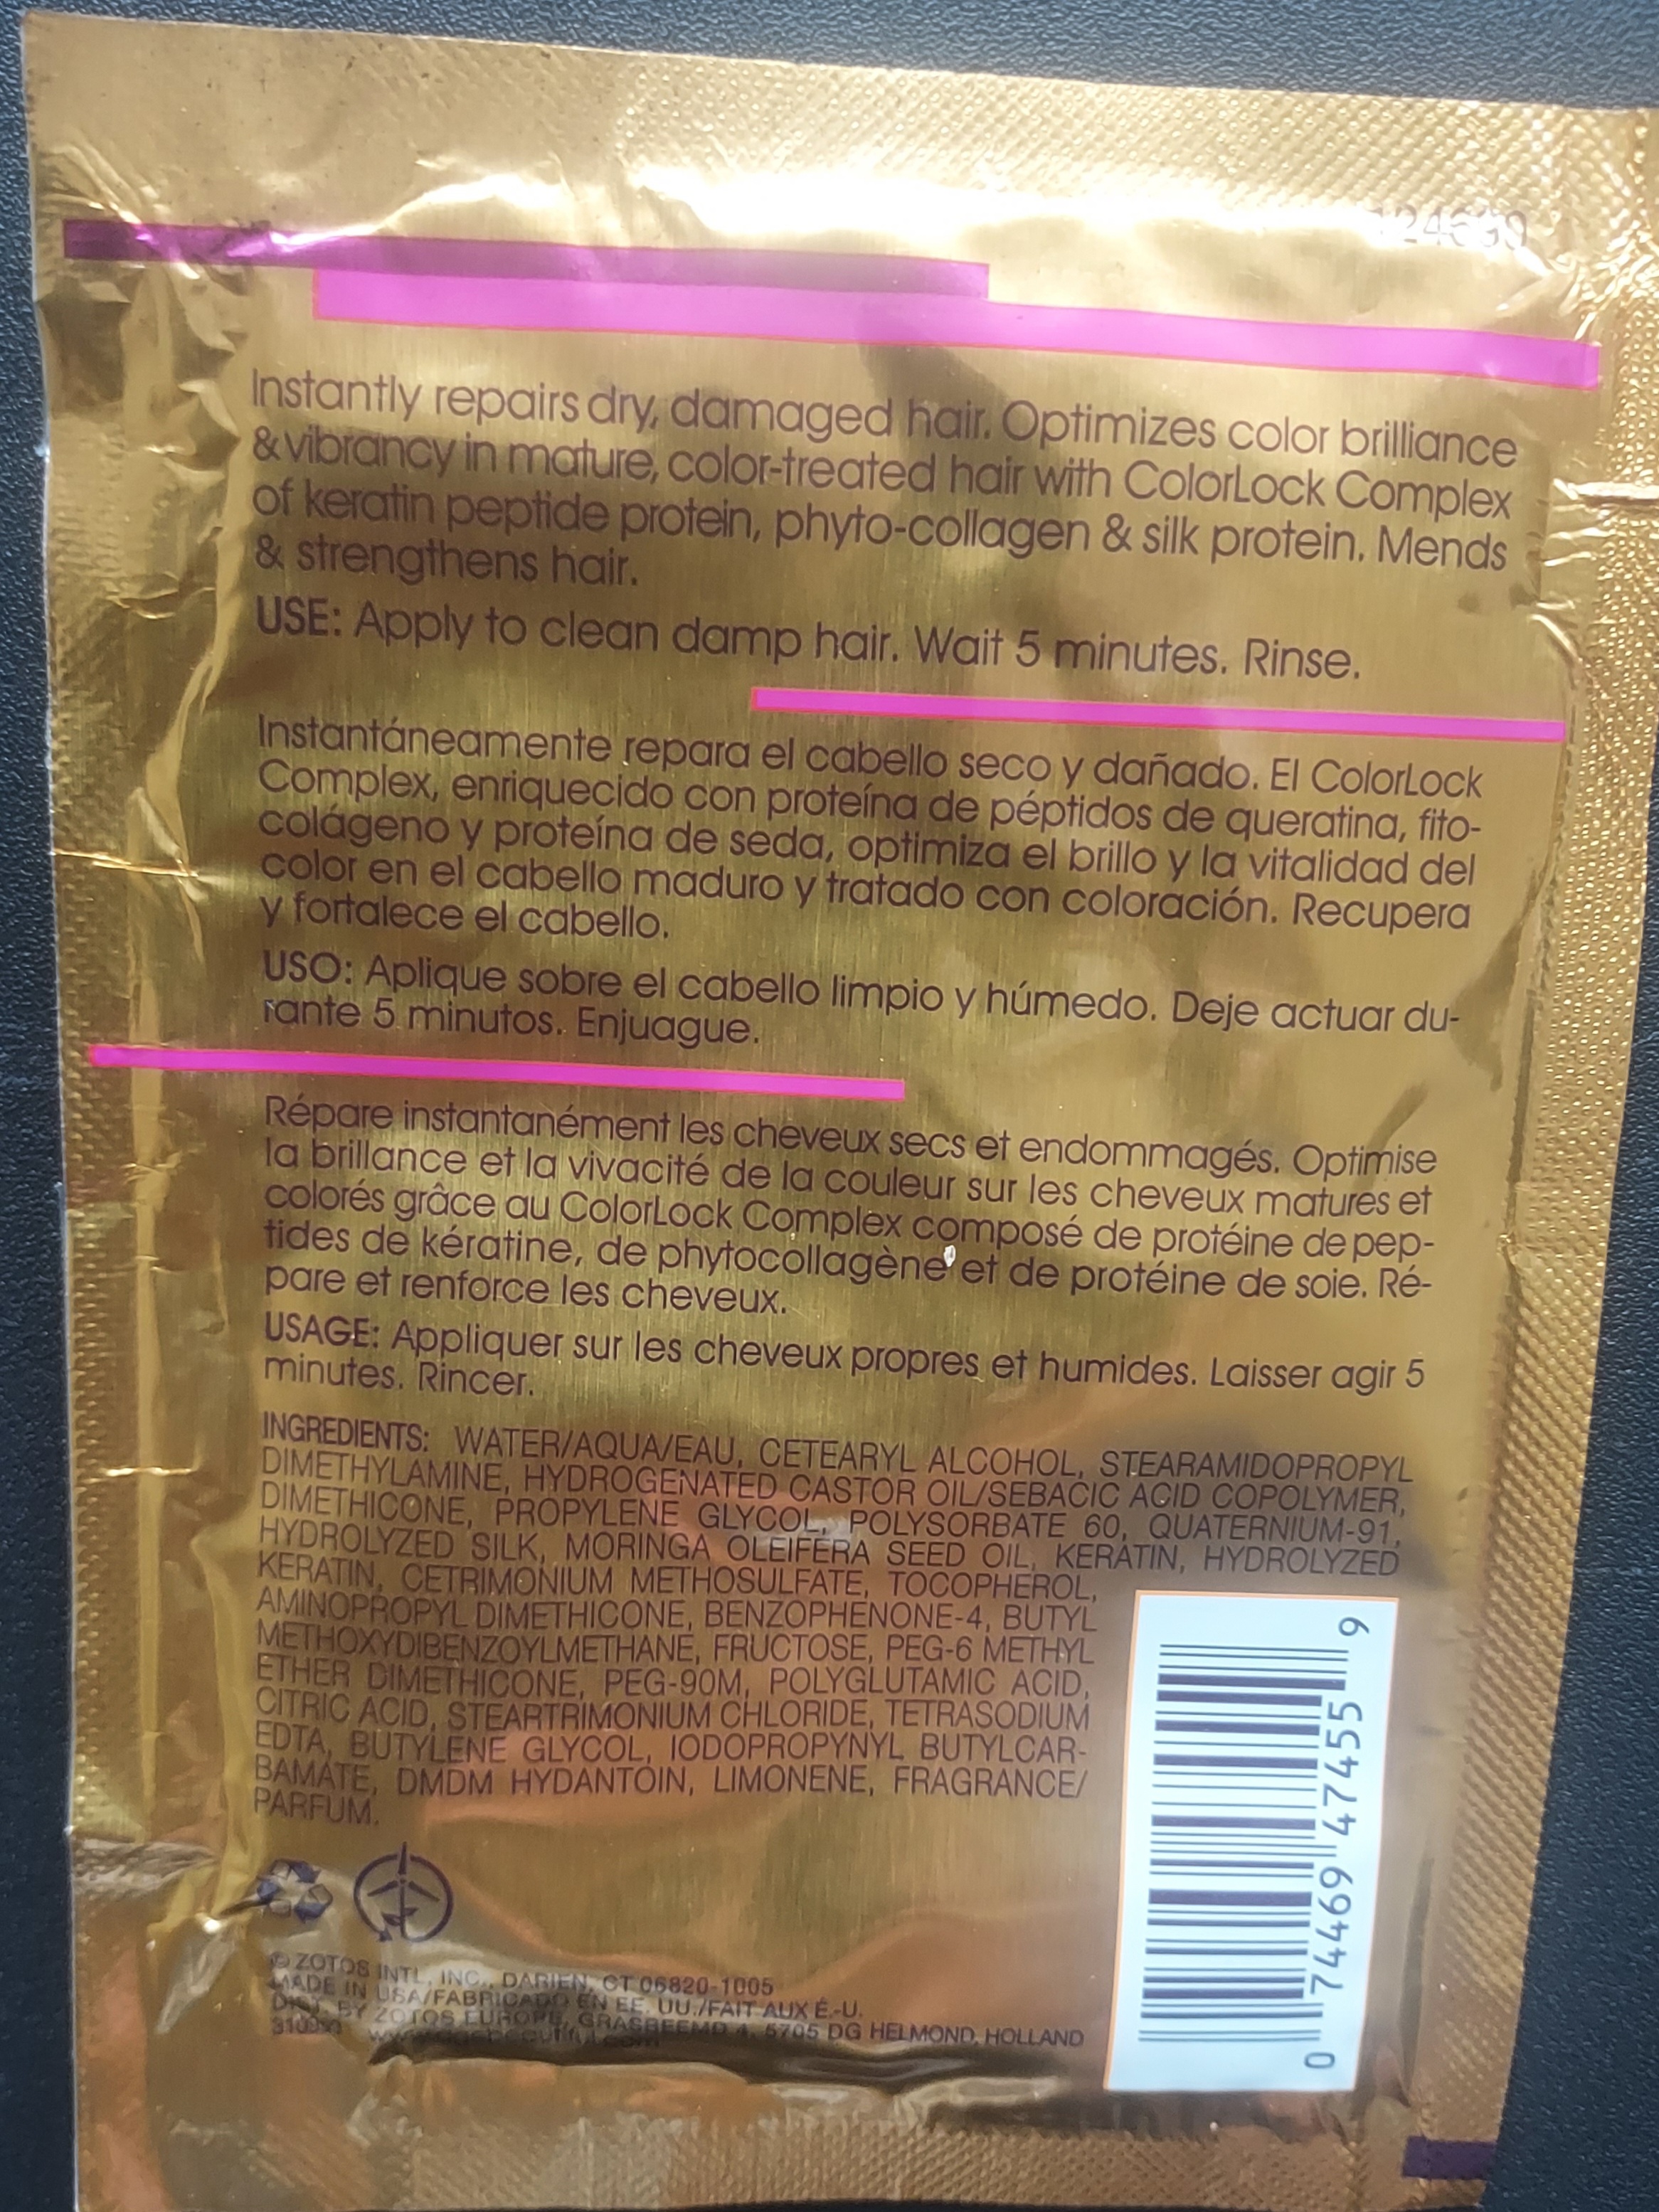 Instantly repairs dry, damaged hair. Optimizes color brilliance
& vibrancy in mature, color-treated hair with ColorLock Complex
of keratin peptide protein, phyto-collagen & silk protein. Mends
& strengthens hair.
USE: Apply to clean damp hair. Wait 5 minutes. Rinse.
Instantáneamente repara el cabello seco y dañado. El ColorLock
Complex, enriquecido con proteína de péptidos de queratina, fito-
colágeno y proteína de seda, optimiza el brillo y la vitalidad del
color en el cabello maduro y tratado con coloración. Recupera
y fortalece el cabello.
USO: Aplique sobre el cabello limpio y húmedo. Deje actuar du-
rante 5 minutos. Enjuague.
Répare instantanément les cheveux secs et endommagés. Optimise
la brillance et la vivacité de la couleur sur les cheveux matures et
colorés grâce au ColorLock Complex composé de protéine de pep-
tides de kératine, de phytocollagène et de protéine de soie. Ré-
pare et renforce les cheveux.
USAGE: Appliquer sur les cheveux propres et humides. Laisser agir 5
minutes. Rincer.
INGREDIENTS: WATER/AQUA/EAU, CETEARYL ALCOHOL, STEARAMIDOPROPYL
DIMETHYLAMINE, HYDROGENATED CASTOR OIL/SEBACIC ACID COPOLYMER,
DIMETHICONE, PROPYLENE GLYCOL, POLYSORBATE 60, QUATERNIUM-91,
HYDROLYZED SILK, MORINGA OLEIFERA SEED OIL, KERATIN, HYDROLYZED
KERATIN, CETRIMONIUM METHOSULFATE, TOCOPHEROL,
AMINOPROPYL DIMETHICONE, BENZOPHENONE-4, BUTYL
METHOXYDIBENZOYLMETHANE, FRUCTOSE, PEG-6 METHYL
ETHER DIMETHICONE, PEG-90M, POLYGLUTAMIC ACID,
CITRIC ACID, STEARTRIMONIUM CHLORIDE, TETRASODIUM
EDTA, BUTYLENE GLYCOL, IODOPROPYNYL BUTYLCAR-
BAMATE, DMDM HYDANTOIN, LIMONENE, FRAGRANCE/
PARFUM.
0 74469 47455 6
© ZOTOS INTL, INC., DARIEN, CT 06820-1005
MADE IN USA/FABRICADO EN EE. UU./FAIT AUX É.-U.
DIST. BY ZOTOS EUROPE, GRASBEEMD 4, 5705 DG HELMOND, HOLLAND